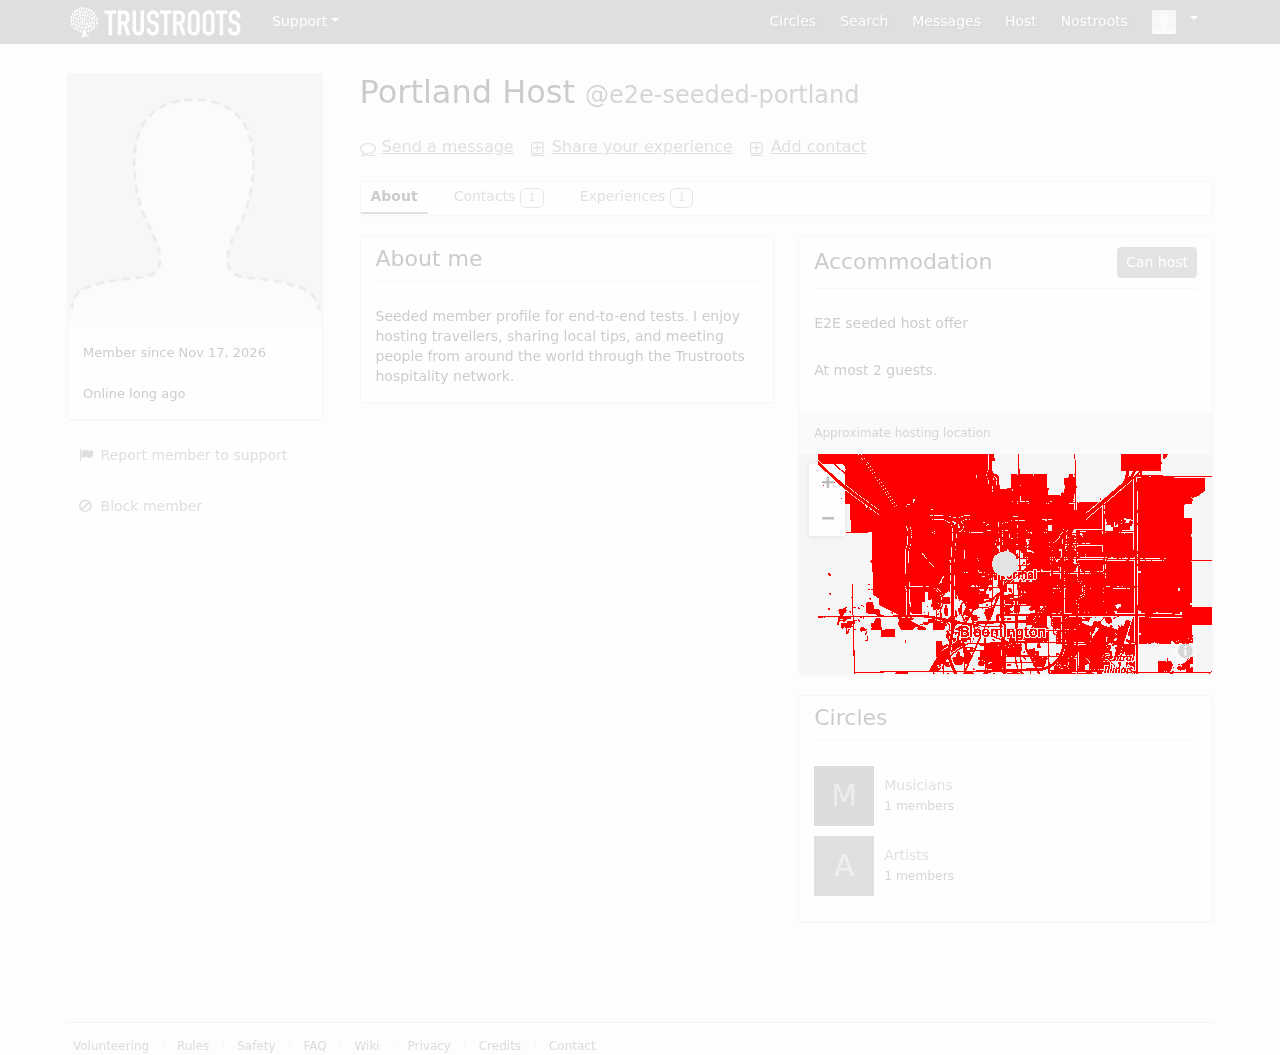 TRUSTROOTS Support Circles Search Messages Host Nostroots
Portland Host @e2e-seeded-portland
Send a message Share your experience Add contact
About Contacts 1 Experiences 1
Member since Nov 17, 2026
Online long ago
Report member to support
Block member
About me
Seeded member profile for end-to-end tests. I enjoy
hosting travellers, sharing local tips, and meeting
people from around the world through the Trustroots
hospitality network.
Accommodation Can host
E2E seeded host offer
At most 2 guests.
Approximate hosting location
+
−
Normal
Bloomington
Circles
M Musicians
1 members
A Artists
1 members
Volunteering · Rules · Safety · FAQ · Wiki · Privacy · Credits · Contact